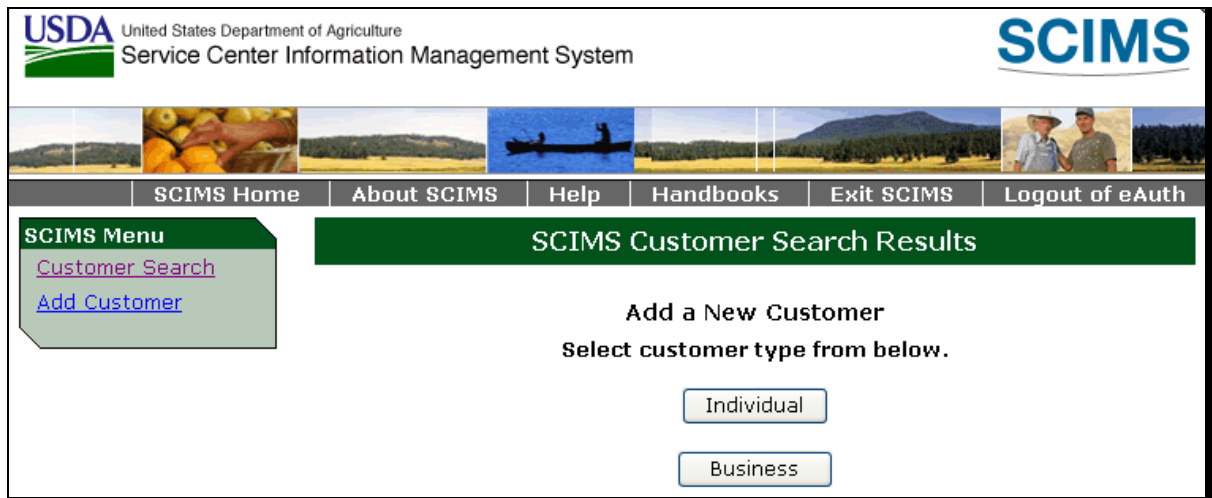 USDA United States Department of Agriculture
Service Center Information Management System
SCIMS
SCIMS Home About SCIMS Help Handbooks Exit SCIMS Logout of eAuth
SCIMS Menu
Customer Search
Add Customer
SCIMS Customer Search Results
Add a New Customer
Select customer type from below.
Individual
Business